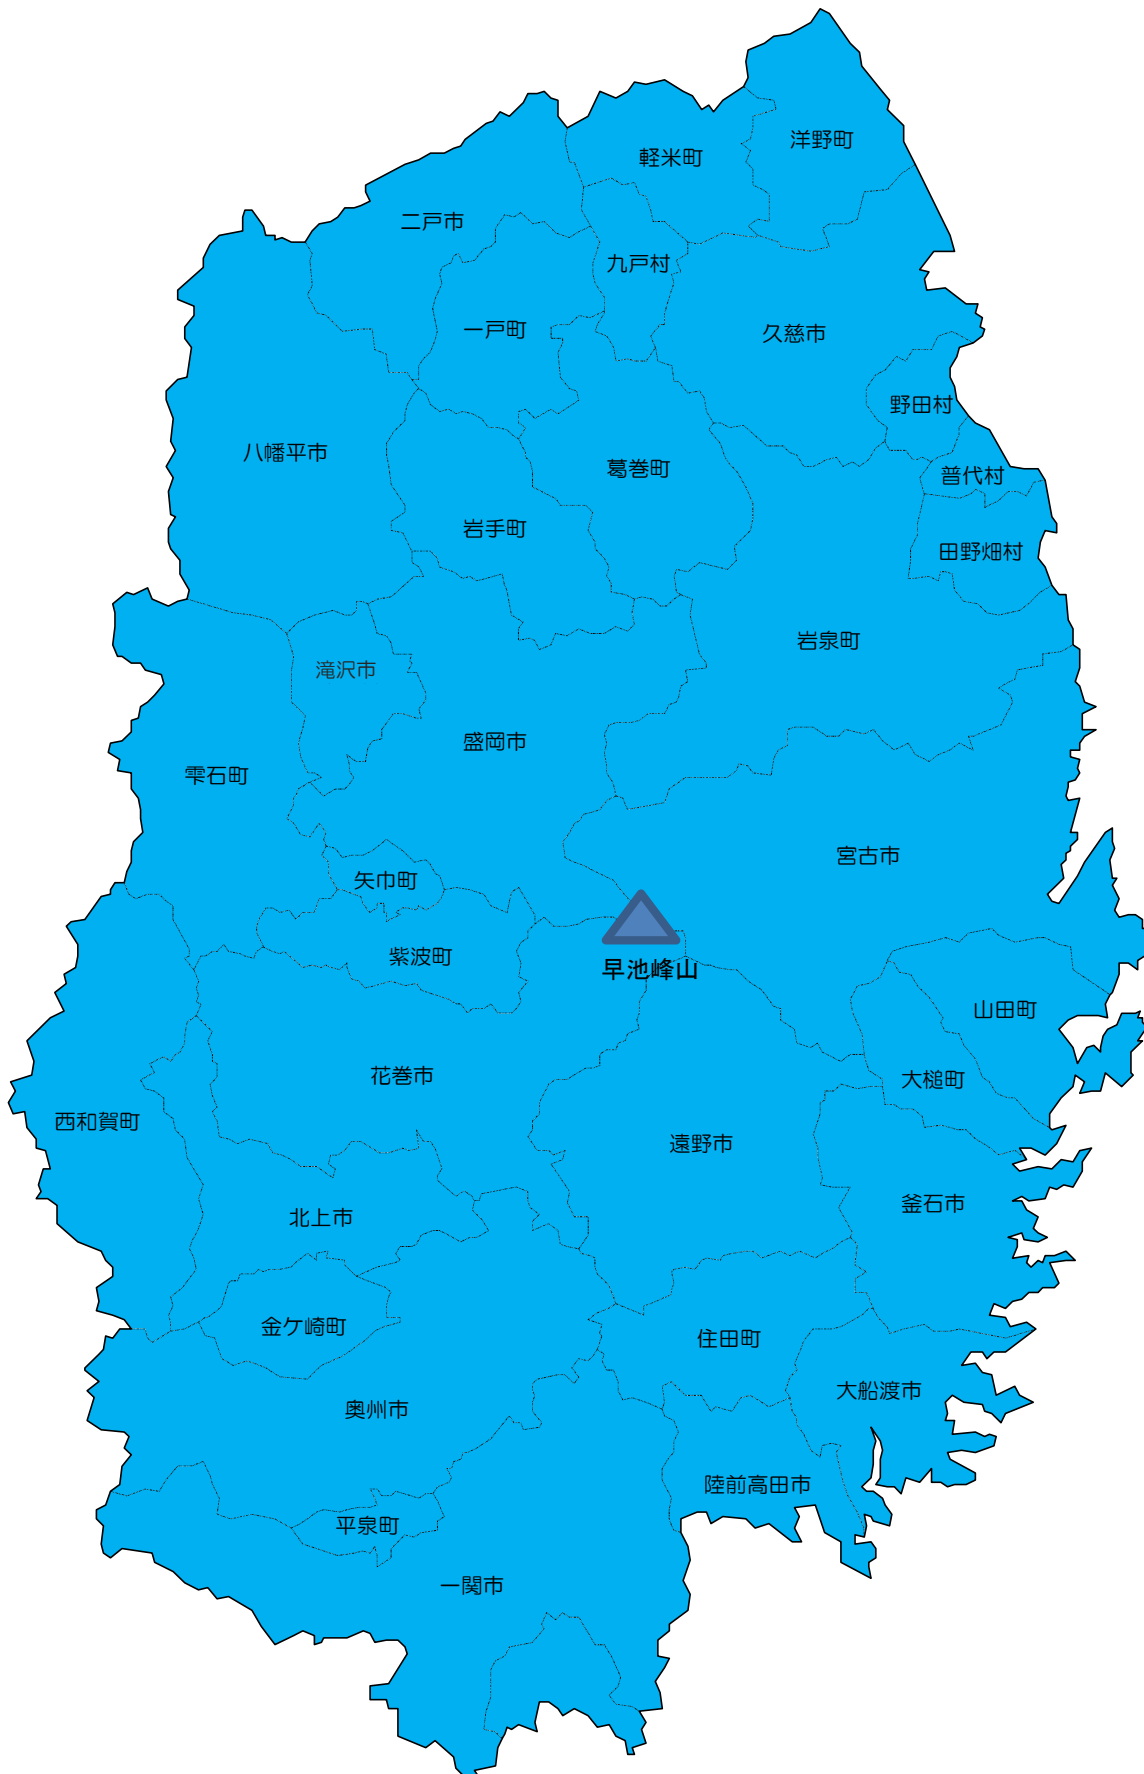 洋野町
軽米町
二戸市
九戸村
一戸町
久慈市
野田村
八幡平市
葛巻町
普代村
岩手町
田野畑村
岩泉町
滝沢市
盛岡市
雫石町
宮古市
矢巾町
紫波町
早池峰山
山田町
花巻市
大槌町
西和賀町
遠野市
釜石市
北上市
金ケ崎町
住田町
大船渡市
奥州市
陸前高田市
平泉町
一関市